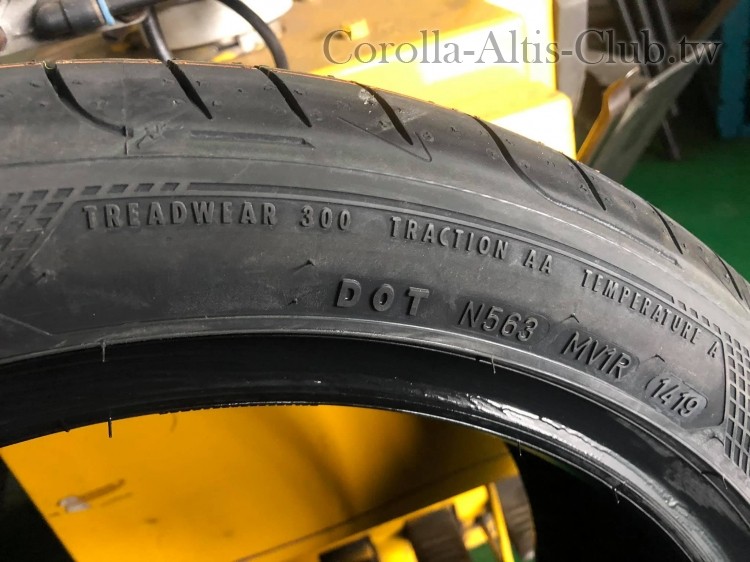 Corolla-Altis-Club.tw
TREADWEAR 300 TRACTION AA TEMPERATURE A
DOT N563 MV1R 1419